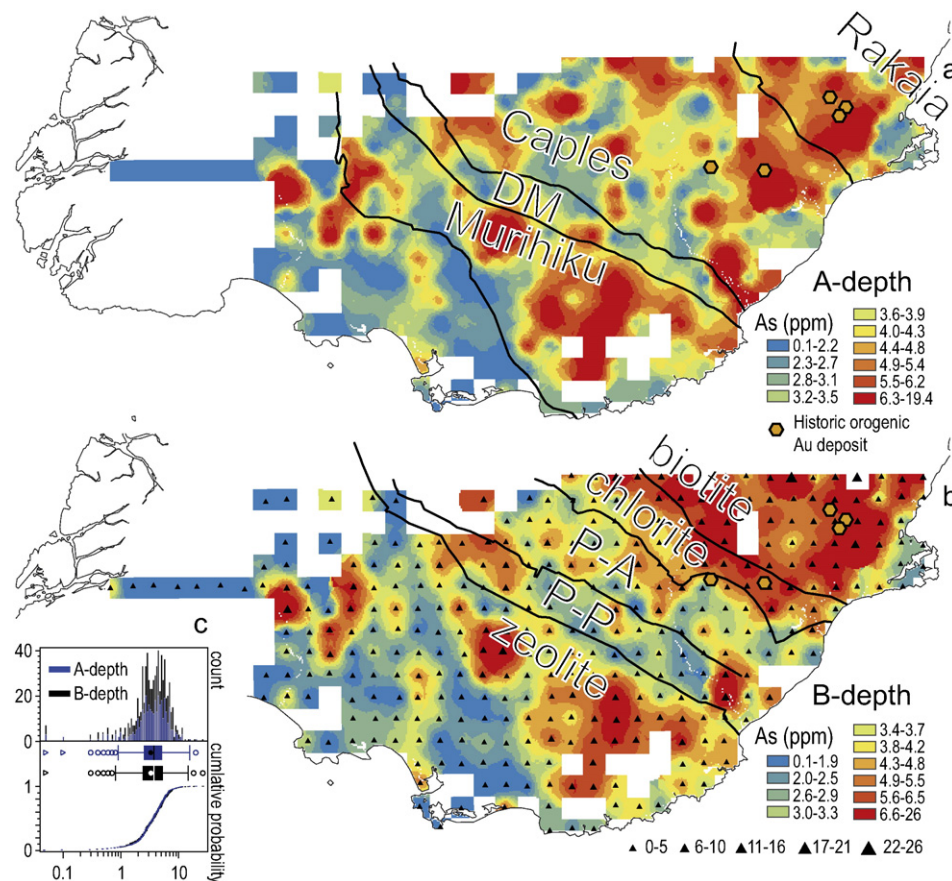 a
Rakaia
Caples
DM
Murihiku
A-depth
As (ppm)
0.1-2.2
2.3-2.7
2.8-3.1
3.2-3.5
3.6-3.9
4.0-4.3
4.4-4.8
4.9-5.4
5.5-6.2
6.3-19.4
Historic orogenic
Au deposit
b
biotite
chlorite
P-A
P-P
zeolite
B-depth
As (ppm)
0.1-1.9
2.0-2.5
2.6-2.9
3.0-3.3
3.4-3.7
3.8-4.2
4.3-4.8
4.9-5.5
5.6-6.5
6.6-26
0-5 6-10 11-16 17-21 22-26
c
40
20
0
A-depth
B-depth
count
1
0
cumulative probability
0.1 1 10